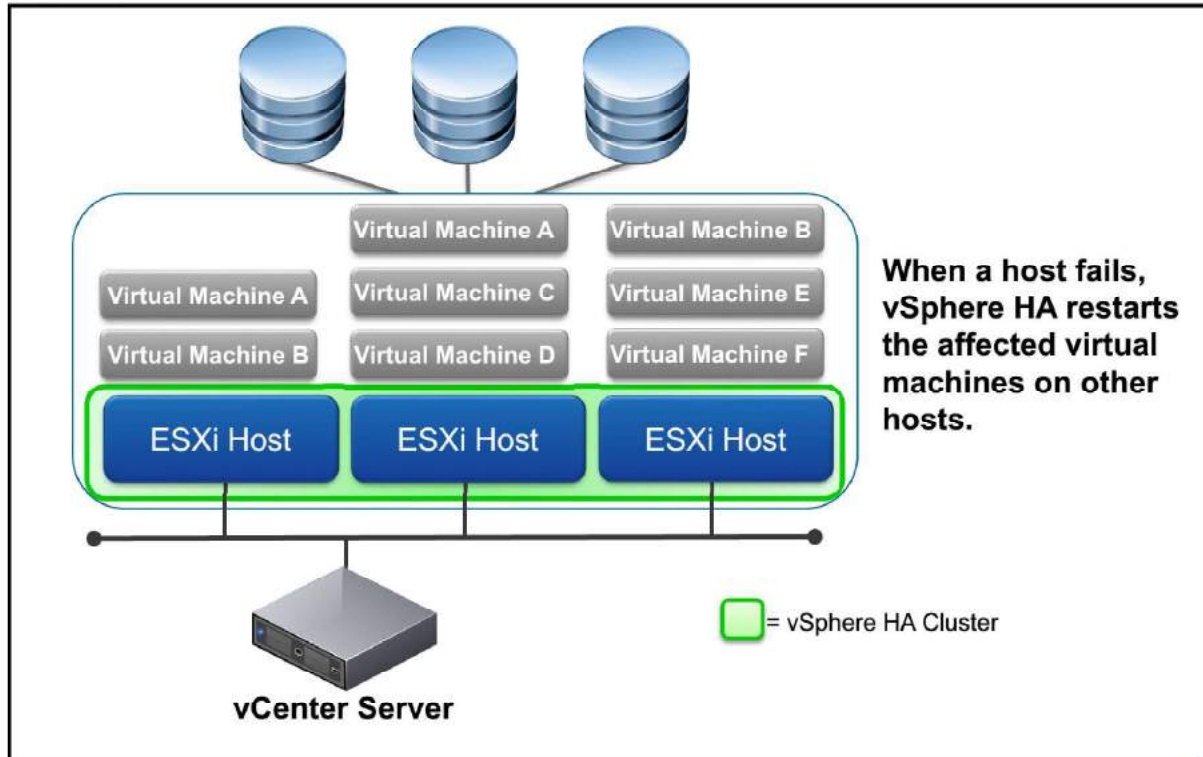 Virtual Machine A
Virtual Machine B
Virtual Machine A
Virtual Machine C
Virtual Machine D
Virtual Machine B
Virtual Machine E
Virtual Machine F
ESXi Host
ESXi Host
ESXi Host
When a host fails,
vSphere HA restarts
the affected virtual
machines on other
hosts.
= vSphere HA Cluster
vCenter Server